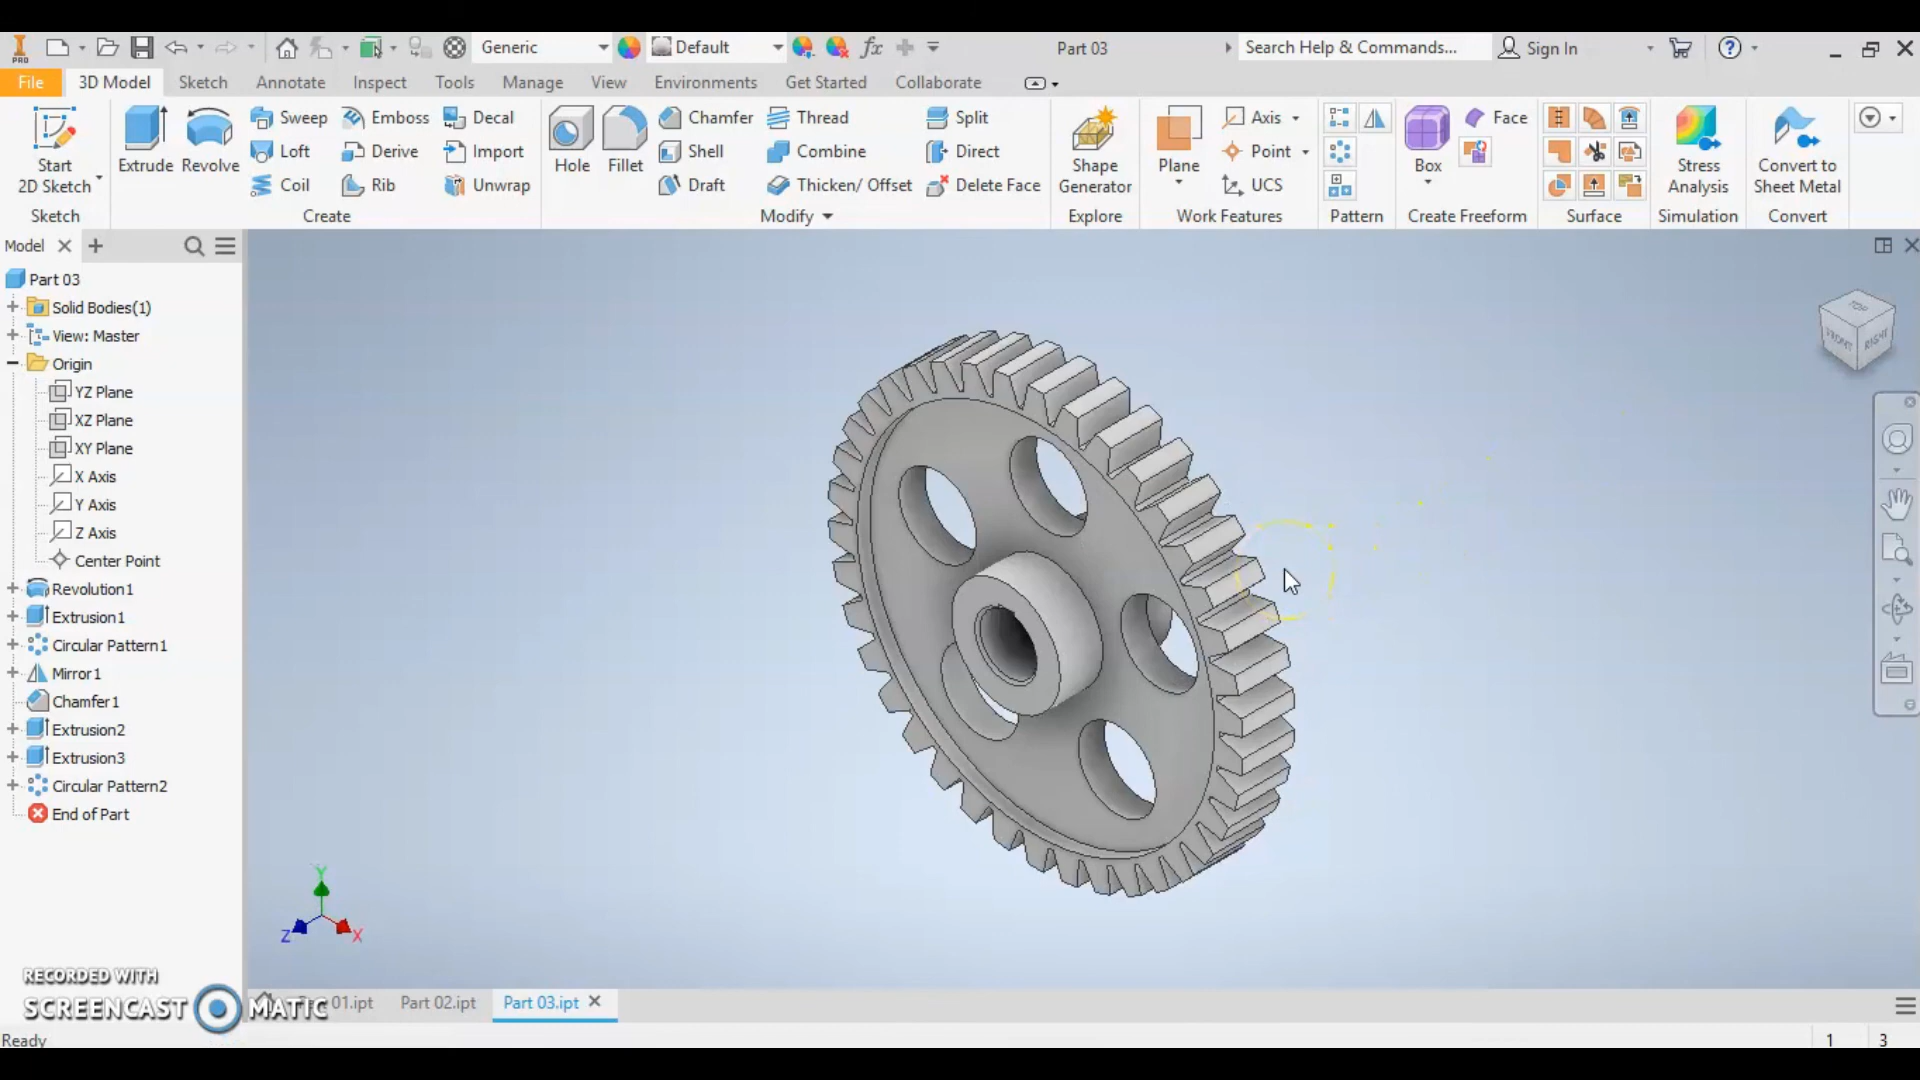 PRO
Generic
Default
fx
Part 03
Search Help & Commands...
Sign In
File
3D Model
Sketch
Annotate
Inspect
Tools
Manage
View
Environments
Get Started
Collaborate
Start
2D Sketch
Extrude
Revolve
Sweep
Loft
Coil
Emboss
Derive
Rib
Decal
Import
Unwrap
Hole
Fillet
Chamfer
Shell
Draft
Thread
Combine
Thicken/ Offset
Split
Direct
Delete Face
Shape
Generator
Plane
Axis
Point
UCS
Box
Face
Stress
Analysis
Convert to
Sheet Metal
Sketch
Create
Modify
Explore
Work Features
Pattern
Create Freeform
Surface
Simulation
Convert
Model
Part 03
Solid Bodies(1)
View: Master
Origin
YZ Plane
XZ Plane
XY Plane
X Axis
Y Axis
Z Axis
Center Point
Revolution1
Extrusion1
Circular Pattern1
Mirror1
Chamfer1
Extrusion2
Extrusion3
Circular Pattern2
End of Part
TOP
FRONT
RIGHT
Y
Z
X
RECORDED WITH
SCREENCAST MATIC
01.ipt
Part 02.ipt
Part 03.ipt
Ready
1
3